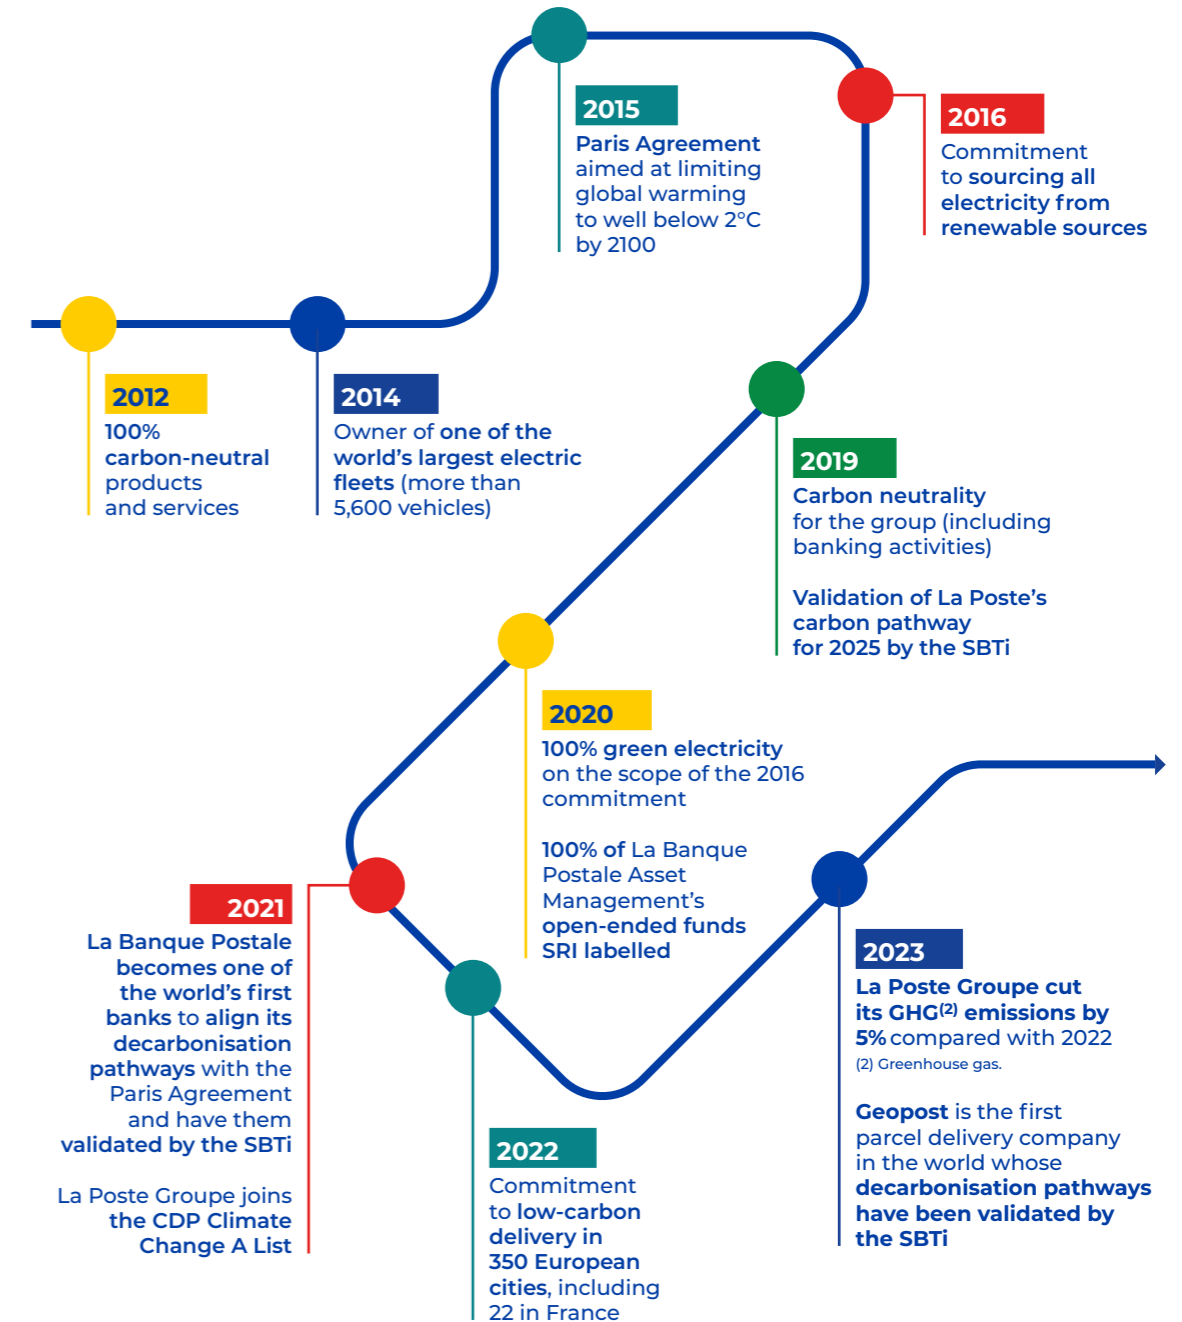 2012
100%
carbon-neutral
products
and services
2014
Owner of one of the
world's largest electric
fleets (more than
5,600 vehicles)
2015
Paris Agreement
aimed at limiting
global warming
to well below 2°C
by 2100
2016
Commitment
to sourcing all
electricity from
renewable sources
2019
Carbon neutrality
for the group (including
banking activities)
Validation of La Poste's
carbon pathway
for 2025 by the SBTi
2020
100% green electricity
on the scope of the 2016
commitment
100% of La Banque
Postale Asset
Management's
open-ended funds
SRI labelled
2021
La Banque Postale
becomes one of
the world's first
banks to align its
decarbonisation
pathways with the
Paris Agreement
and have them
validated by the SBTi
La Poste Groupe joins
the CDP Climate
Change A List
2022
Commitment
to low-carbon
delivery in
350 European
cities, including
22 in France
2023
La Poste Groupe cut
its GHG(2) emissions by
5% compared with 2022
(2) Greenhouse gas.
Geopost is the first
parcel delivery company
in the world whose
decarbonisation pathways
have been validated by
the SBTi